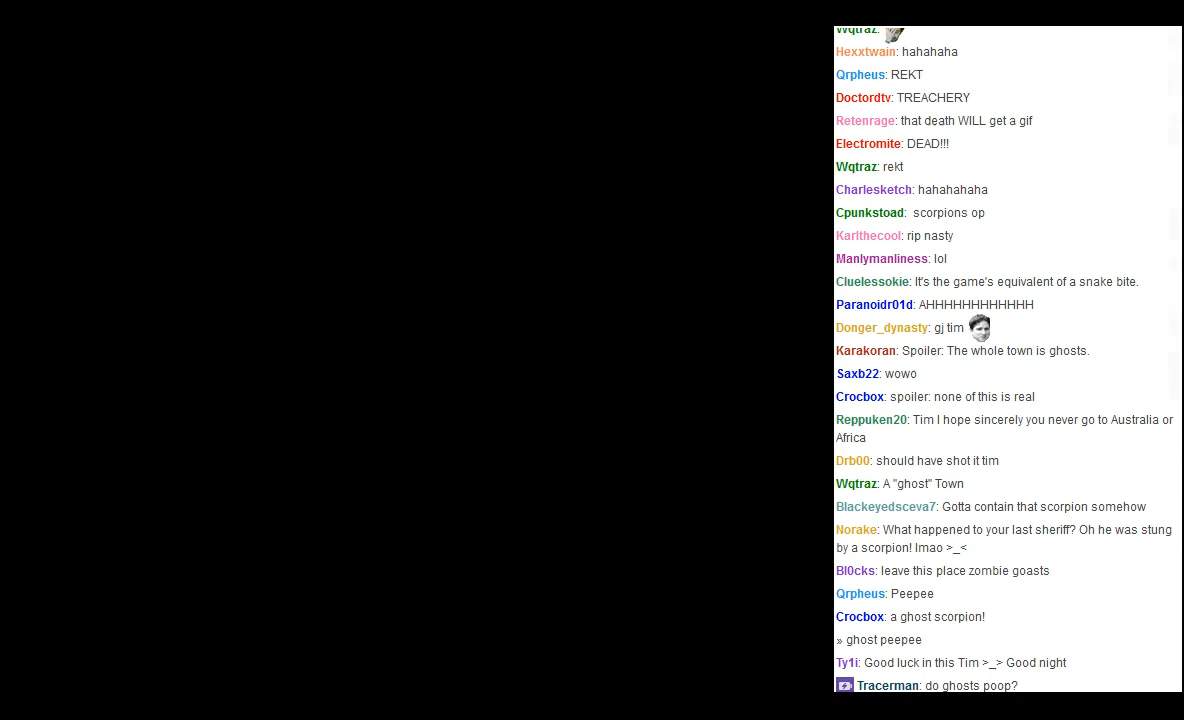 Wqtraz:
Hexxtwain: hahahaha
Qrpheus: REKT
Doctordtv: TREACHERY
Retenrage: that death WILL get a gif
Electromite: DEAD!!!
Wqtraz: rekt
Charlesketch: hahahahaha
Cpunkstoad: scorpions op
Karlthecool: rip nasty
Manlymanliness: lol
Cluelessokie: It's the game's equivalent of a snake bite.
Paranoidr01d: AHHHHHHHHHHHH
Donger_dynasty: gj tim
Karakoran: Spoiler: The whole town is ghosts.
Saxb22: wowo
Crocbox: spoiler: none of this is real
Reppuken20: Tim I hope sincerely you never go to Australia or
Africa
Drb00: should have shot it tim
Wqtraz: A "ghost" Town
Blackeyedsceva7: Gotta contain that scorpion somehow
Norake: What happened to your last sheriff? Oh he was stung
by a scorpion! lmao >_<
Bl0cks: leave this place zombie goasts
Qrpheus: Peepee
Crocbox: a ghost scorpion!
» ghost peepee
Ty1i: Good luck in this Tim >_> Good night
Tracerman: do ghosts poop?